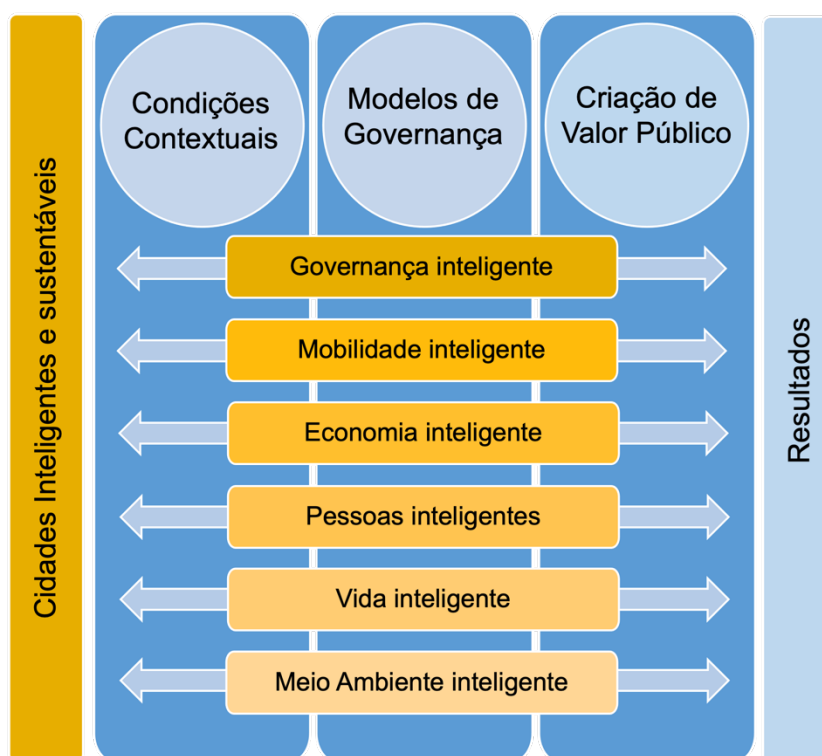 Cidades Inteligentes e sustentáveis
Condições
Contextuais
Modelos de
Governança
Criação de
Valor Público
Governança inteligente
Mobilidade inteligente
Economia inteligente
Pessoas inteligentes
Vida inteligente
Meio Ambiente inteligente
Resultados